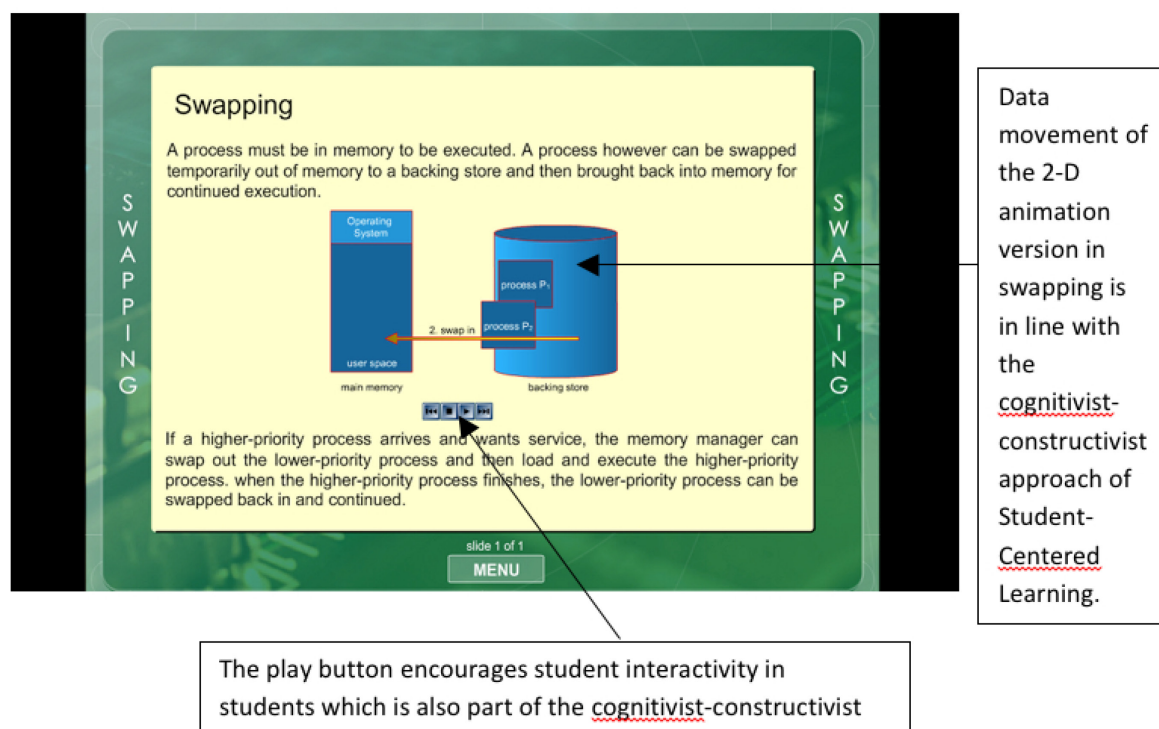 Swapping
A process must be in memory to be executed. A process however can be swapped
temporarily out of memory to a backing store and then brought back into memory for
continued execution.
S
W
A
P
P
I
N
G
Operating
System
process P₁
2. swap in
process P₂
user space
main memory
backing store
If a higher-priority process arrives and wants service, the memory manager can
swap out the lower-priority process and then load and execute the higher-priority
process. when the higher-priority process finishes, the lower-priority process can be
swapped back in and continued.
S
W
A
P
P
I
N
G
slide 1 of 1
MENU
Data
movement of
the 2-D
animation
version in
swapping is
in line with
the
cognitivist-
constructivist
approach of
Student-
Centered
Learning.
The play button encourages student interactivity in
students which is also part of the cognitivist-constructivist